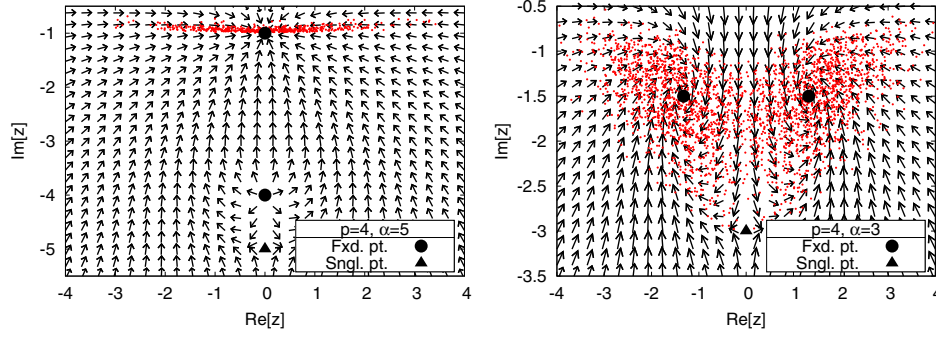 -1
-2
-3
-4
-5
Im[z]
p=4, α=5
Fxd. pt.
Sngl. pt.
-4 -3 -2 -1 0 1 2 3 4
Re[z]
-0.5
-1
-1.5
-2
-2.5
-3
-3.5
Im[z]
p=4, α=3
Fxd. pt.
Sngl. pt.
-4 -3 -2 -1 0 1 2 3 4
Re[z]